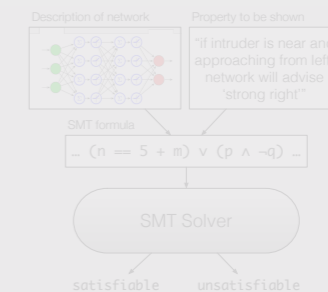 Description of network
Property to be shown
“if intruder is near and
approaching from left
network will advise
‘strong right’”
SMT formula
… (n = 5 + m) ∨ (p ∧ ¬q) …
SMT Solver
satisfiable
unsatisfiable